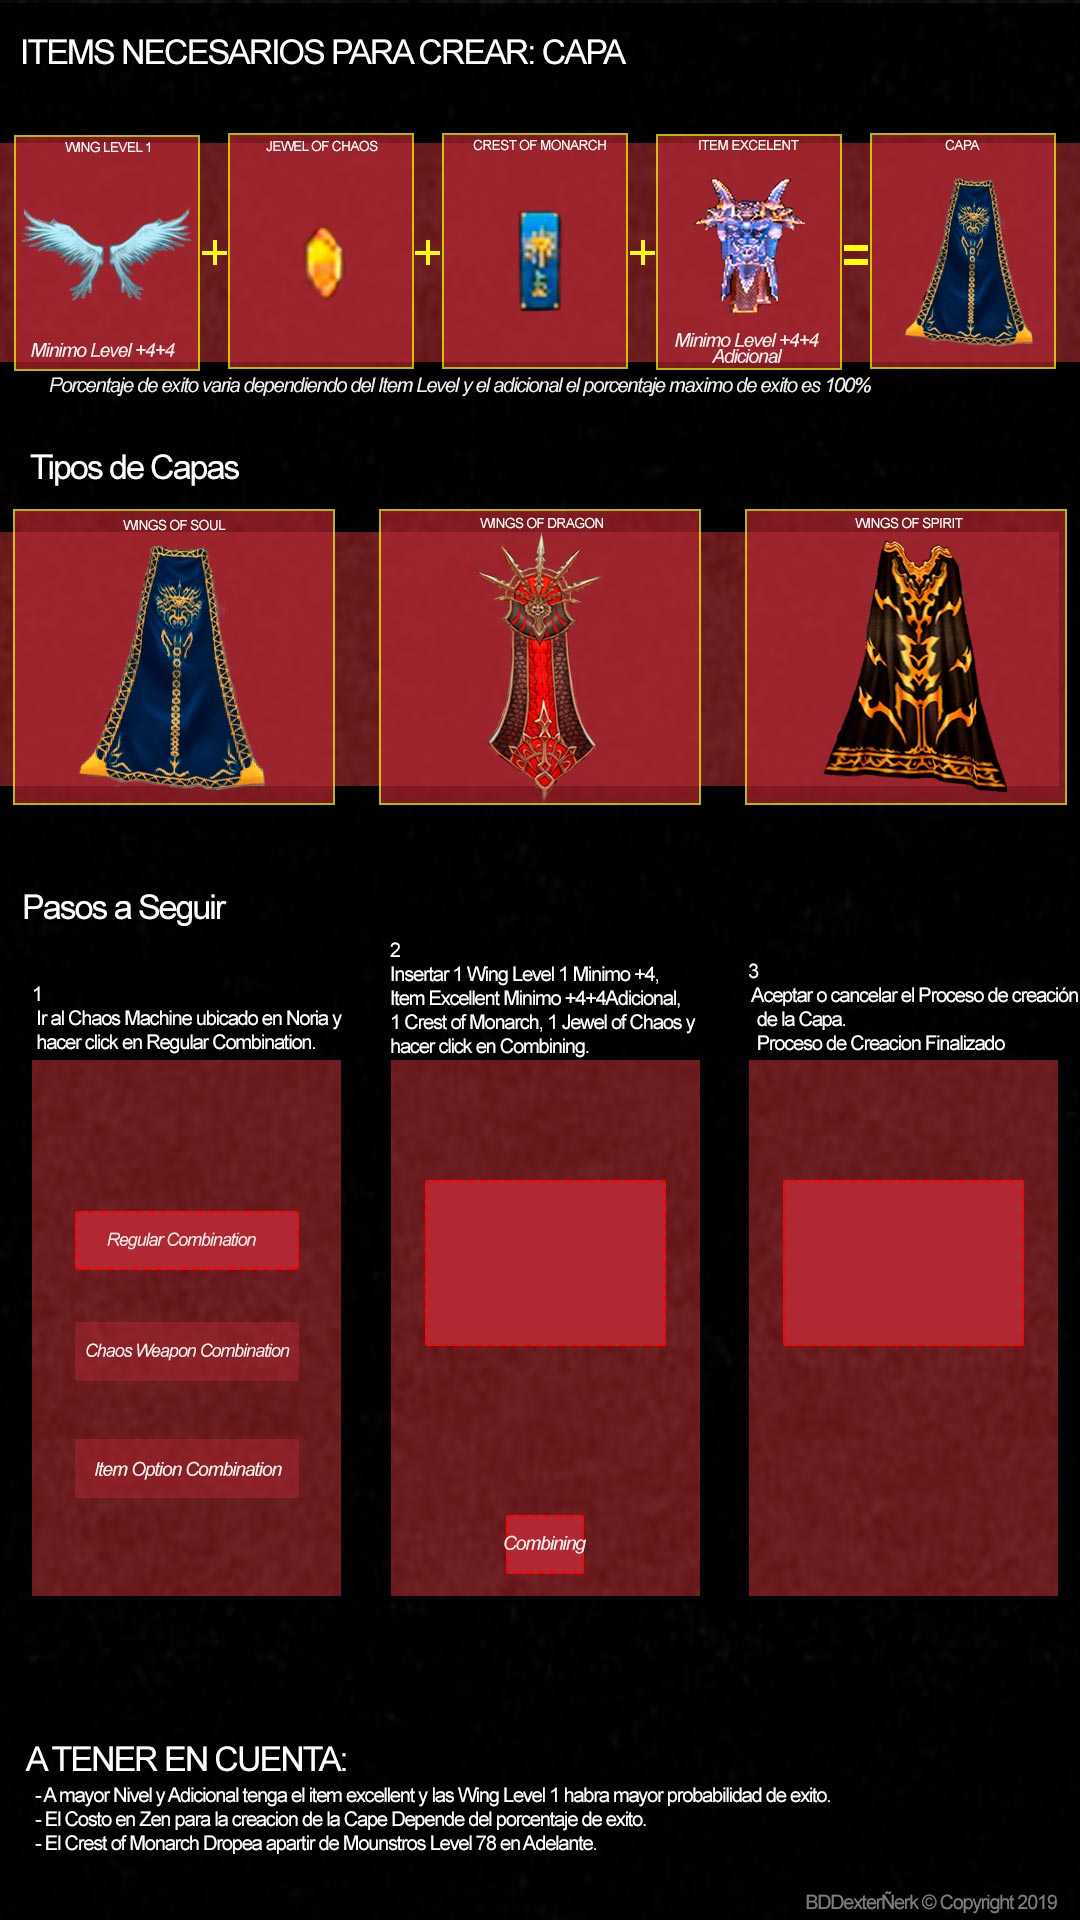 ITEMS NECESARIOS PARA CREAR: CAPA
WING LEVEL 1
JEWEL OF CHAOS
CREST OF MONARCH
ITEM EXCELENT
CAPA
+
+
+
=
Minimo Level +4+4
Minimo Level +4+4
Adicional
Porcentaje de exito varia dependiendo del Item Level y el adicional el porcentaje maximo de exito es 100%
Tipos de Capas
WINGS OF SOUL
WINGS OF DRAGON
WINGS OF SPIRIT
Pasos a Seguir
1
Ir al Chaos Machine ubicado en Noria y
hacer click en Regular Combination.
2
Insertar 1 Wing Level 1 Minimo +4,
Item Excellent Minimo +4+4Adicional,
1 Crest of Monarch, 1 Jewel of Chaos y
hacer click en Combining.
3
Aceptar o cancelar el Proceso de creación
de la Capa.
Proceso de Creacion Finalizado
Regular Combination
Chaos Weapon Combination
Item Option Combination
Combining
A TENER EN CUENTA:
- A mayor Nivel y Adicional tenga el item excellent y las Wing Level 1 habra mayor probabilidad de exito.
- El Costo en Zen para la creacion de la Cape Depende del porcentaje de exito.
- El Crest of Monarch Dropea apartir de Mounstros Level 78 en Adelante.
BDDexterÑerk © Copyright 2019